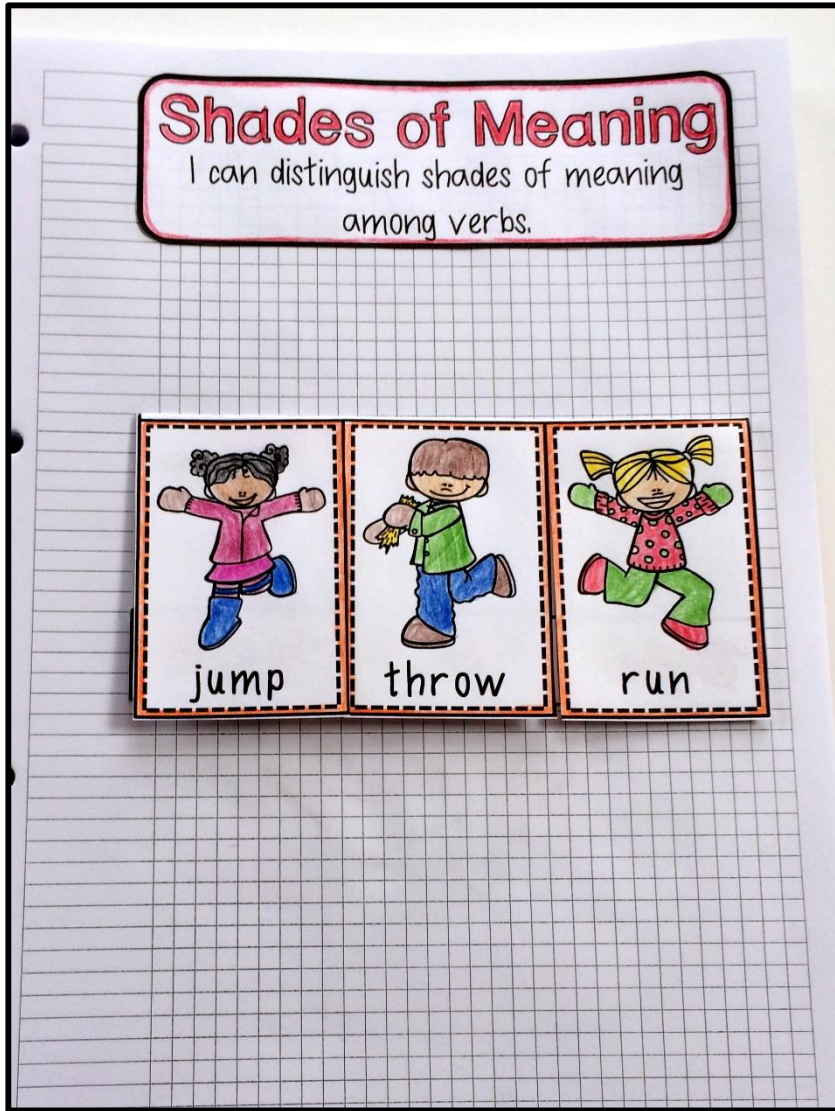 Shades of Meaning
I can distinguish shades of meaning
among verbs.
jump throw run